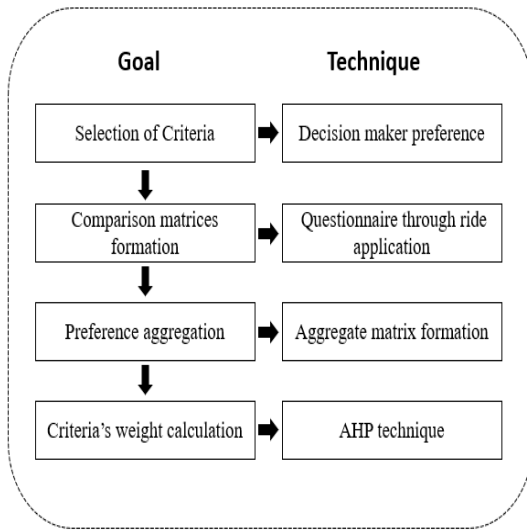 Goal
Technique
Selection of Criteria
Decision maker preference
Comparison matrices
formation
Questionnaire through ride
application
Preference aggregation
Aggregate matrix formation
Criteria’s weight calculation
AHP technique